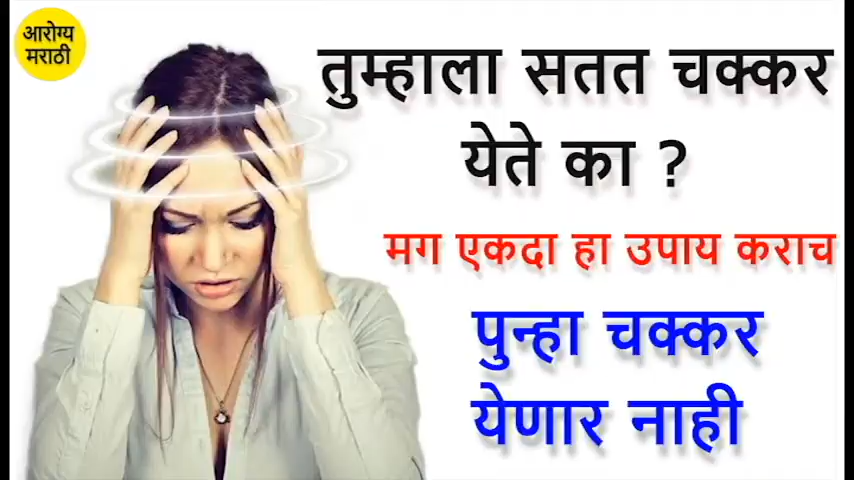 आरोग्य
मराठी
तुम्हाला सतत चक्कर
येते का ?
मग एकदा हा उपाय कराच
पुन्हा चक्कर
येणार नाही